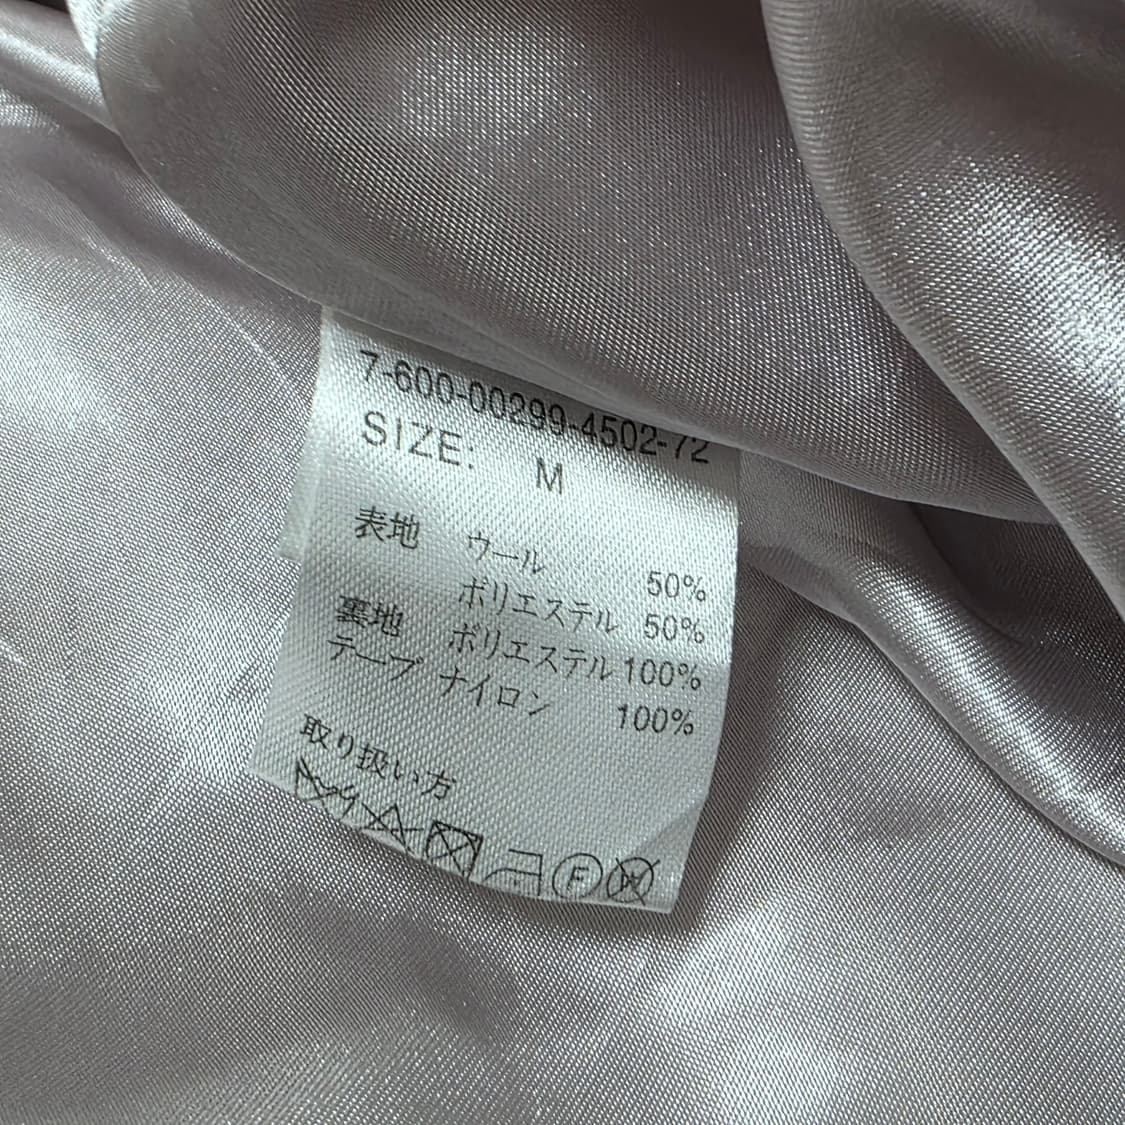 7-600-00299-4502-72
SIZE: M
表地 ウール 50%
ポリエステル 50%
裏地 ポリエステル 100%
テープ ナイロン 100%
取り扱い方
F W